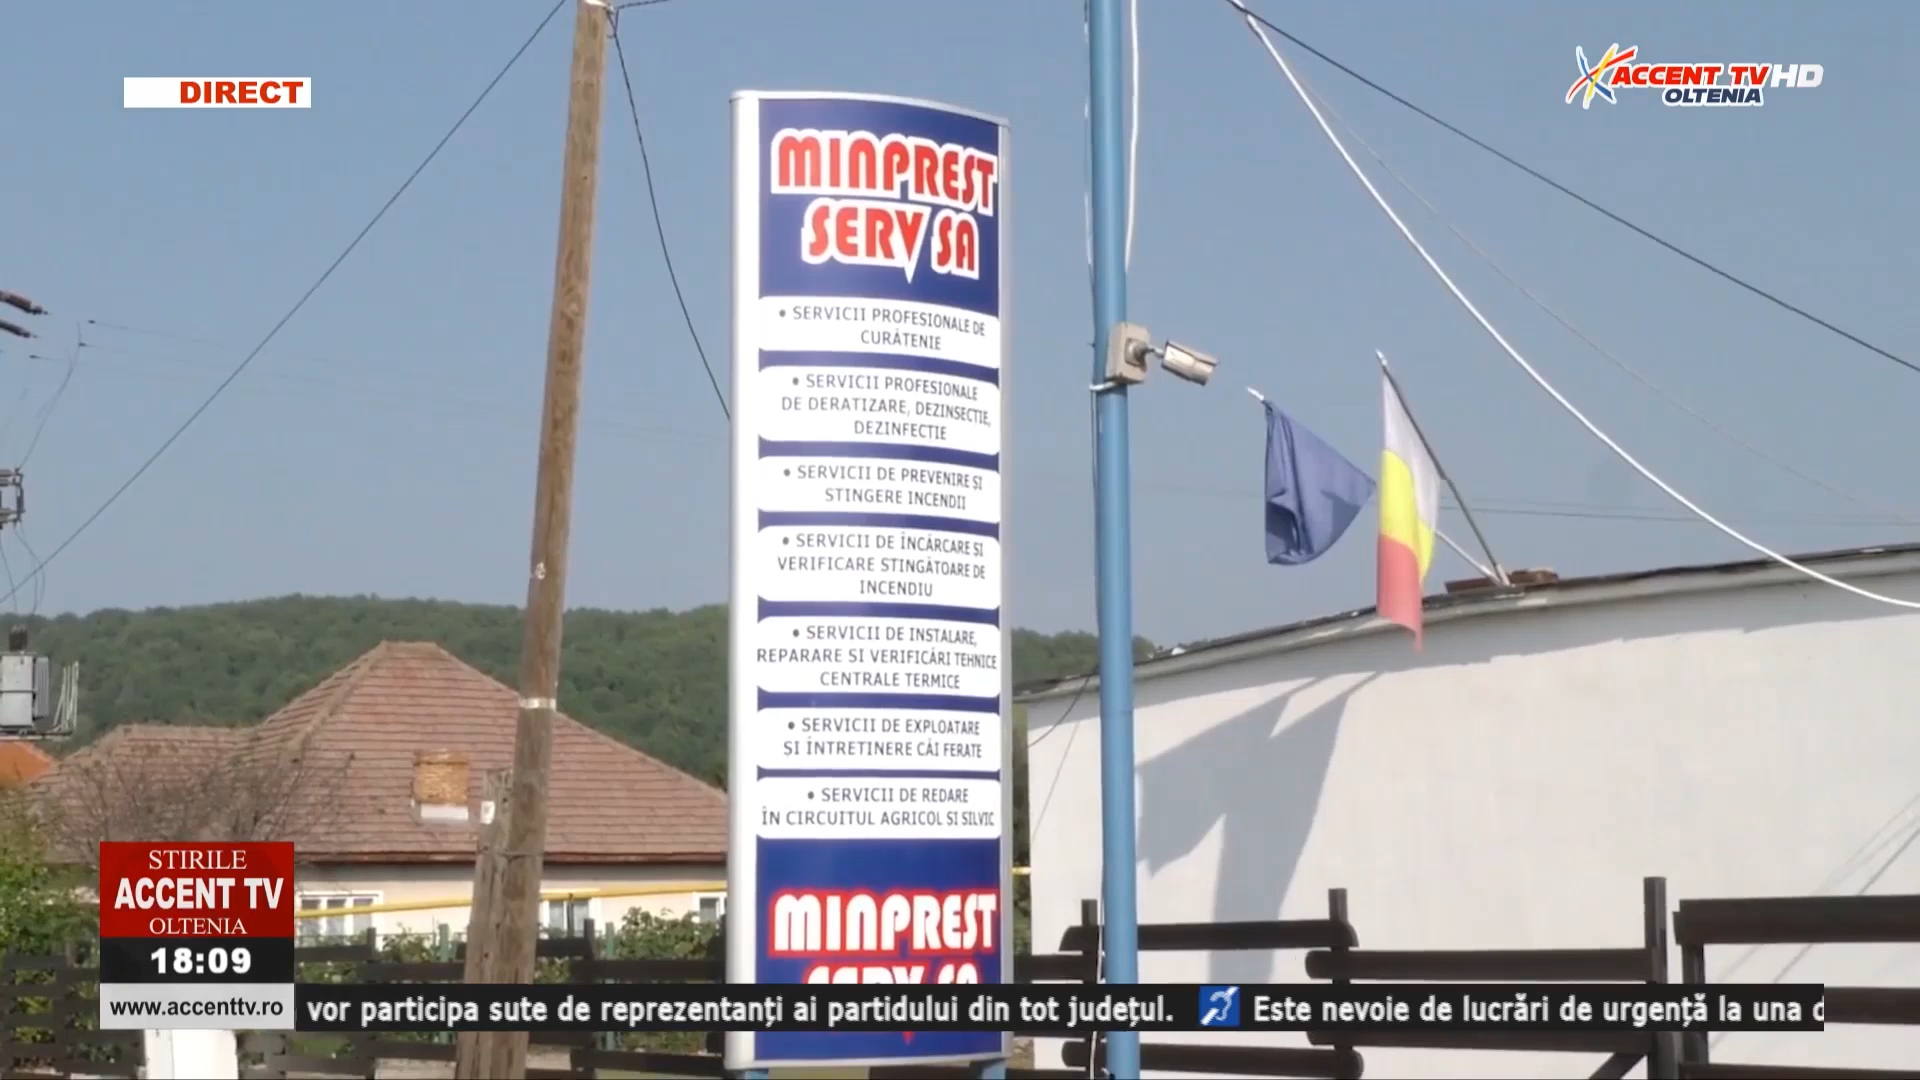 DIRECT
ACCENT TV HD
OLTENIA
MINPREST
SERV SA
• SERVICII PROFESIONALE DE
CURĂTENIE
• SERVICII PROFESIONALE
DE DERATIZARE, DEZINSECTIE,
DEZINFECȚIE
• SERVICII DE PREVENIRE SI
STINGERE INCENDII
• SERVICII DE ÎNCĂRCARE SI
VERIFICARE STINGĂTOARE DE
INCENDIU
• SERVICII DE INSTALARE,
REPARARE SI VERIFICĂRI TEHNICE
CENTRALE TERMICE
• SERVICII DE EXPLOATARE
ȘI ÎNTRETINERE CĂI FERATE
• SERVICII DE REDARE
ÎN CIRCUITUL AGRICOL SI SILVIC
MINPREST
SERV SA
STIRILE
ACCENT TV
OLTENIA
18:09
www.accenttv.ro
vor participa sute de reprezentanți ai partidului din tot județul. Este nevoie de lucrări de urgență la una